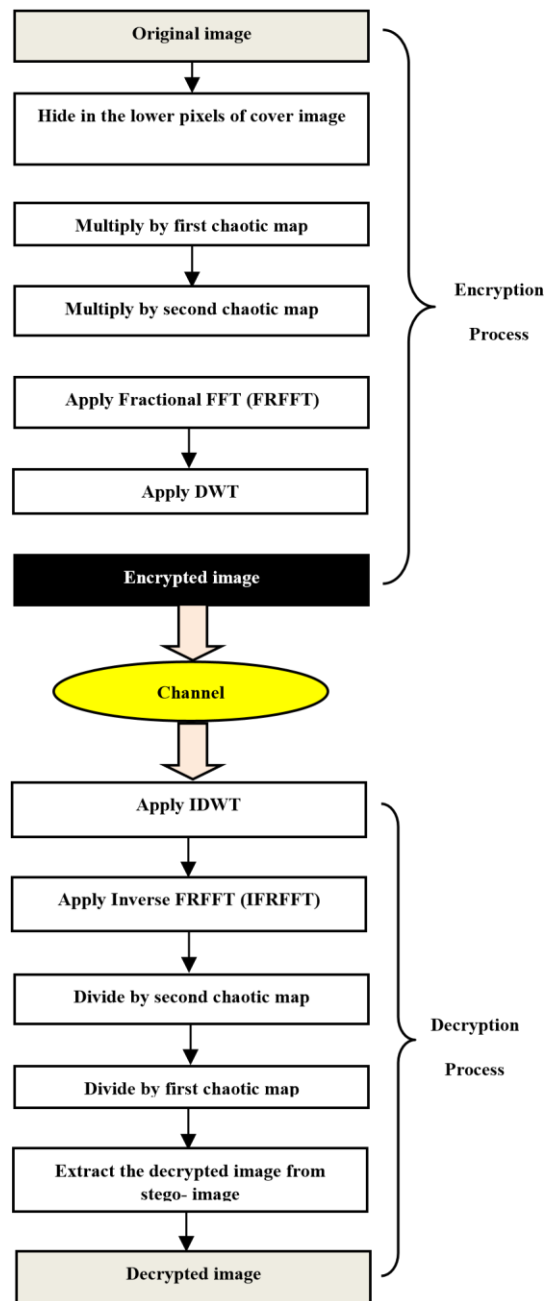 Original image
Hide in the lower pixels of cover image
Multiply by first chaotic map
Multiply by second chaotic map
Encryption
Process
Apply Fractional FFT (FRFFT)
Apply DWT
Encrypted image
Channel
Apply IDWT
Apply Inverse FRFFT (IFRFFT)
Divide by second chaotic map
Decryption
Process
Divide by first chaotic map
Extract the decrypted image from
stego- image
Decrypted image